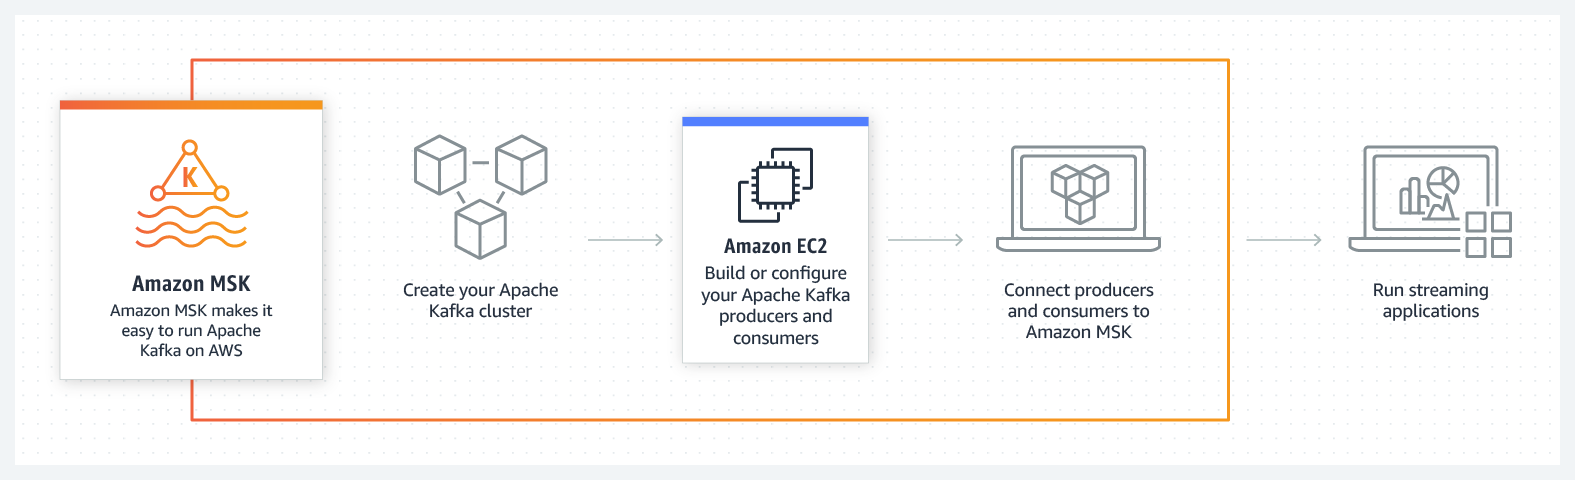 K
Amazon MSK
Amazon MSK makes it
easy to run Apache
Kafka on AWS
Create your Apache
Kafka cluster
Amazon EC2
Build or configure
your Apache Kafka
producers and
consumers
Connect producers
and consumers to
Amazon MSK
Run streaming
applications